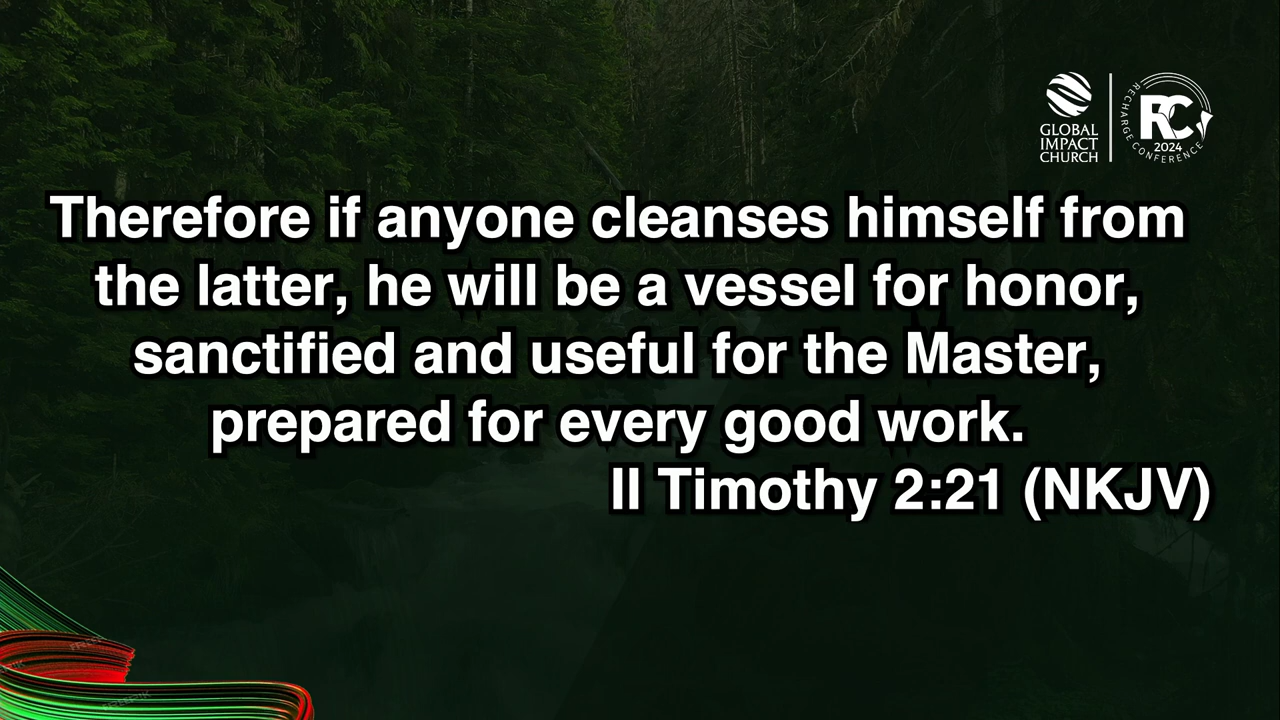 GLOBAL
IMPACT
CHURCH
RECHARGE CONFERENCE
RC
2024
Therefore if anyone cleanses himself from
the latter, he will be a vessel for honor,
sanctified and useful for the Master,
prepared for every good work.
II Timothy 2:21 (NKJV)
FREEPIK